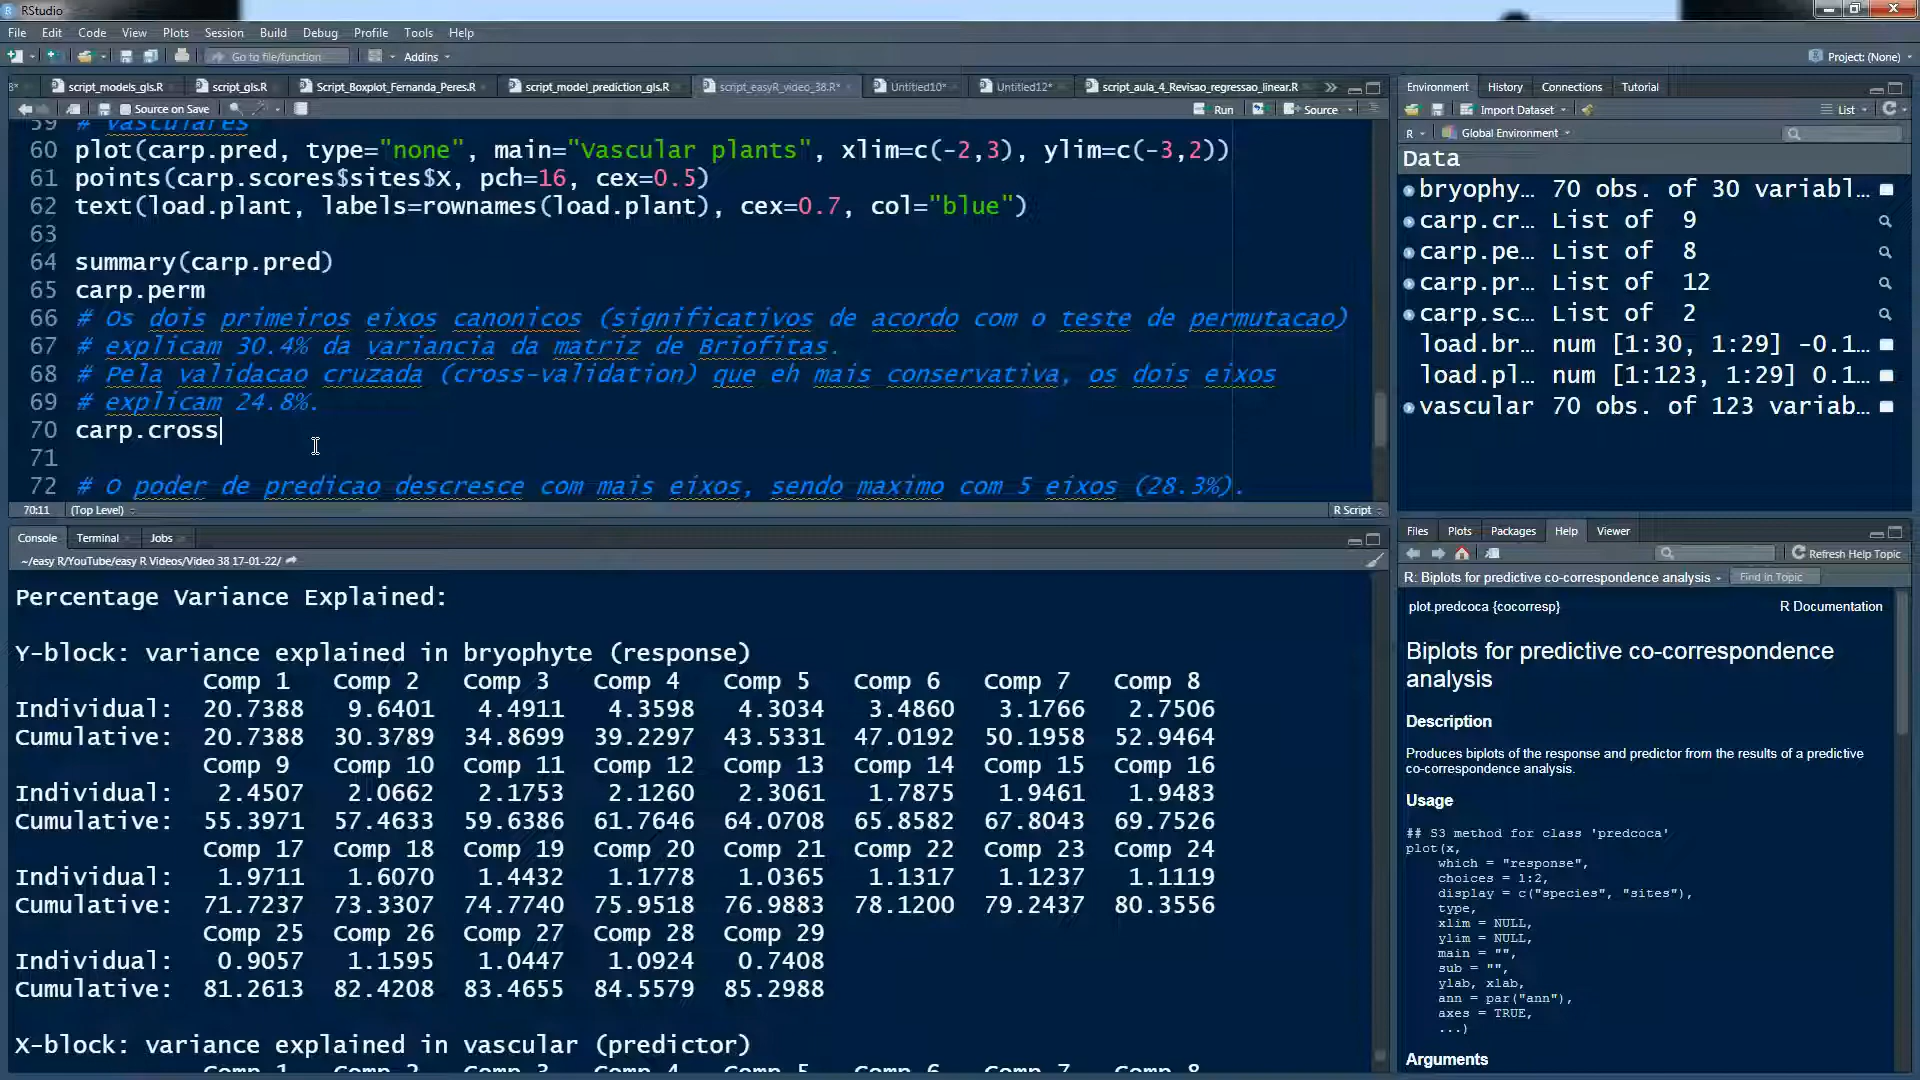 RStudio
File Edit Code View Plots Session Build Debug Profile Tools Help
Go to file/function Addins Project: (None)
script_models_gls.R script_gls.R Script_Boxplot_Fernanda_Peres.R script_model_prediction_gls.R script_easyR_video_38.R* Untitled10* Untitled12* script_aula_4_Revisao_regressao_linear.R
Source on Save Run Source
59 # vasculares
60 plot(carp.pred, type="none", main="Vascular plants", xlim=c(-2,3), ylim=c(-3,2))
61 points(carp.scores$sites$X, pch=16, cex=0.5)
62 text(load.plant, labels=rownames(load.plant), cex=0.7, col="blue")
63
64 summary(carp.pred)
65 carp.perm
66 # Os dois primeiros eixos canonicos (significativos de acordo com o teste de permutacao)
67 # explicam 30.4% da variancia da matriz de Briofitas.
68 # Pela validacao cruzada (cross-validation) que eh mais conservativa, os dois eixos
69 # explicam 24.8%.
70 carp.cross
71
72 # O poder de predicao descresce com mais eixos, sendo maximo com 5 eixos (28.3%).
70:11 (Top Level) R Script
Console Terminal Jobs
~/easy R/YouTube/easy R Videos/Video 38 17-01-22/
Percentage Variance Explained:
Y-block: variance explained in bryophyte (response)
Comp 1 Comp 2 Comp 3 Comp 4 Comp 5 Comp 6 Comp 7 Comp 8
Individual: 20.7388 9.6401 4.4911 4.3598 4.3034 3.4860 3.1766 2.7506
Cumulative: 20.7388 30.3789 34.8699 39.2297 43.5331 47.0192 50.1958 52.9464
Comp 9 Comp 10 Comp 11 Comp 12 Comp 13 Comp 14 Comp 15 Comp 16
Individual: 2.4507 2.0662 2.1753 2.1260 2.3061 1.7875 1.9461 1.9483
Cumulative: 55.3971 57.4633 59.6386 61.7646 64.0708 65.8582 67.8043 69.7526
Comp 17 Comp 18 Comp 19 Comp 20 Comp 21 Comp 22 Comp 23 Comp 24
Individual: 1.9711 1.6070 1.4432 1.1778 1.0365 1.1317 1.1237 1.1119
Cumulative: 71.7237 73.3307 74.7740 75.9518 76.9883 78.1200 79.2437 80.3556
Comp 25 Comp 26 Comp 27 Comp 28 Comp 29
Individual: 0.9057 1.1595 1.0447 1.0924 0.7408
Cumulative: 81.2613 82.4208 83.4655 84.5579 85.2988
X-block: variance explained in vascular (predictor)
Comp 1 Comp 2 Comp 3 Comp 4 Comp 5 Comp 6 Comp 7 Comp 8
Environment History Connections Tutorial
Import Dataset List
R Global Environment
Data
bryophy… 70 obs. of 30 variabl…
carp.cr… List of 9
carp.pe… List of 8
carp.pr… List of 12
carp.sc… List of 2
load.br… num [1:30, 1:29] -0.1…
load.pl… num [1:123, 1:29] 0.1…
vascular 70 obs. of 123 variab…
Files Plots Packages Help Viewer
Refresh Help Topic
R: Biplots for predictive co-correspondence analysis Find in Topic
plot.predcoca {cocorresp} R Documentation
Biplots for predictive co-correspondence
analysis
Description
Produces biplots of the response and predictor from the results of a predictive
co-correspondence analysis.
Usage
## S3 method for class 'predcoca'
plot(x,
which = "response",
choices = 1:2,
display = c("species", "sites"),
type,
xlim = NULL,
ylim = NULL,
main = "",
sub = "",
ylab, xlab,
ann = par("ann"),
axes = TRUE,
...)
Arguments